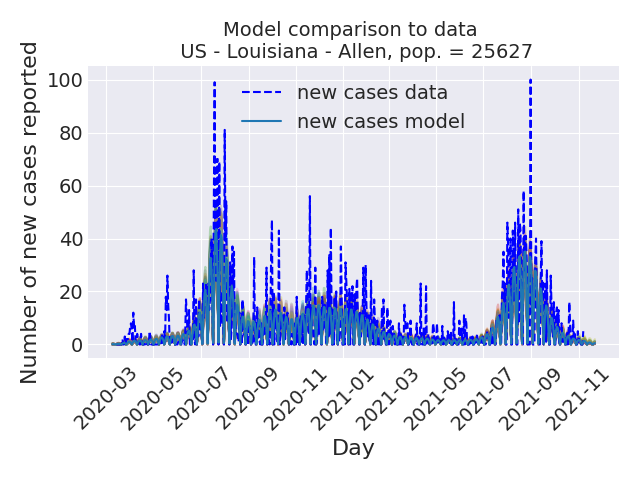 Model comparison to data
US - Louisiana - Allen, pop. = 25627
new cases data
new cases model
Number of new cases reported
100
80
60
40
20
0
2020-03
2020-05
2020-07
2020-09
2020-11
2021-01
2021-03
2021-05
2021-07
2021-09
2021-11
Day